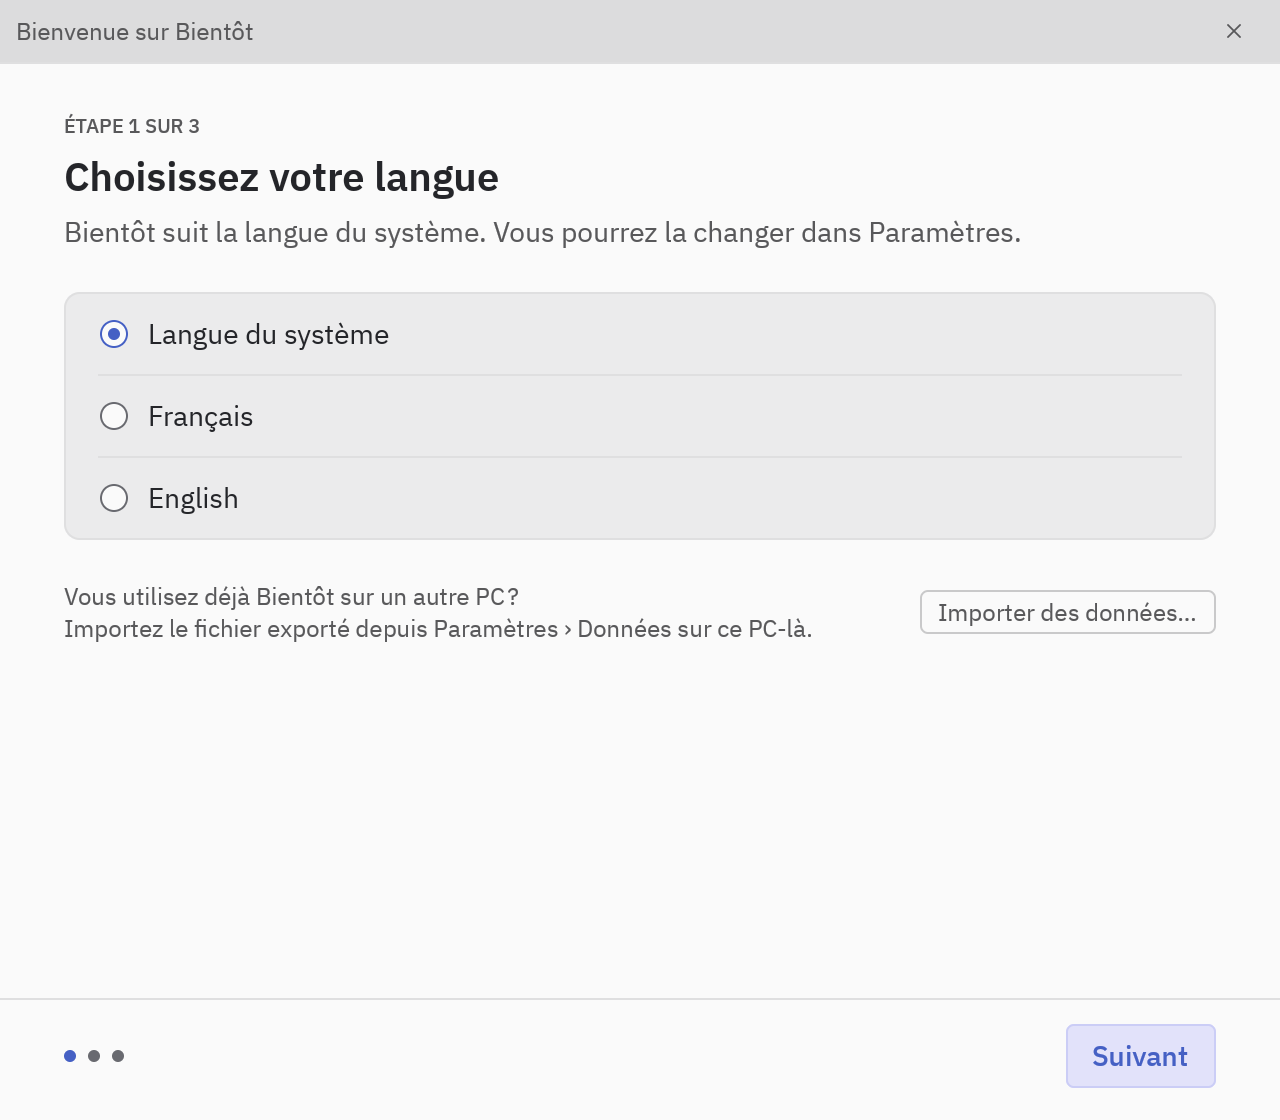 Bienvenue sur Bientôt
ÉTAPE 1 SUR 3
Choisissez votre langue
Bientôt suit la langue du système. Vous pourrez la changer dans Paramètres.
Langue du système
Français
English
Vous utilisez déjà Bientôt sur un autre PC ?
Importez le fichier exporté depuis Paramètres › Données sur ce PC-là.
Importer des données...
Suivant